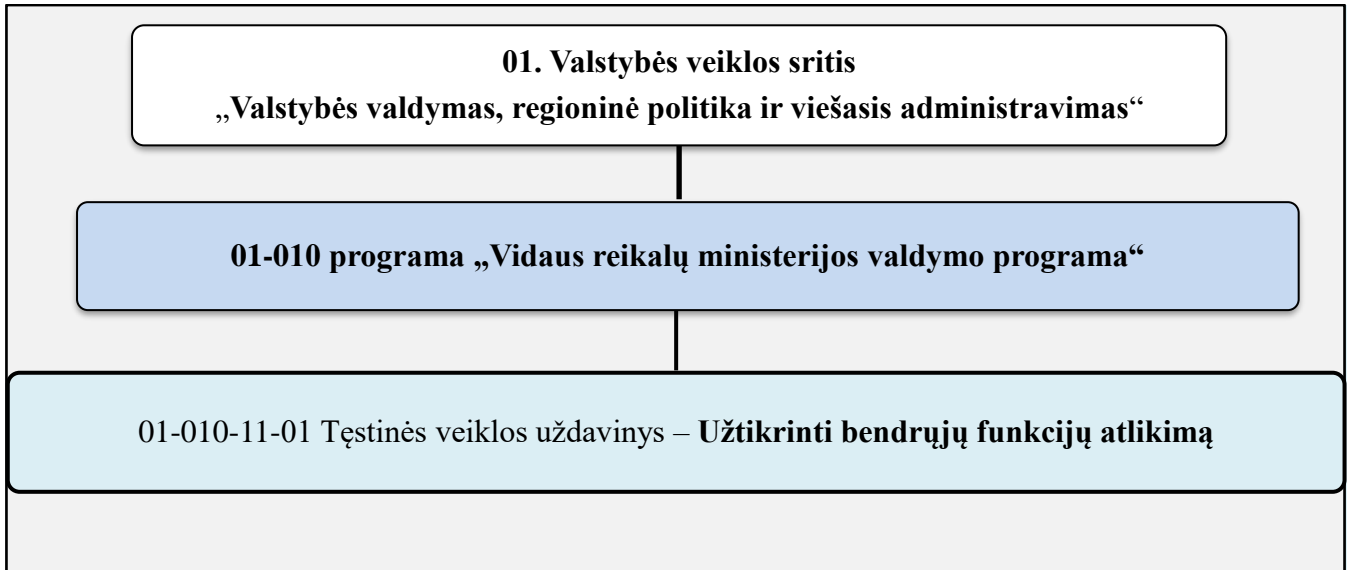 01. Valstybės veiklos sritis
„Valstybės valdymas, regioninė politika ir viešasis administravimas“
01-010 programa „Vidaus reikalų ministerijos valdymo programa“
01-010-11-01 Tęstinės veiklos uždavinys – Užtikrinti bendrųjų funkcijų atlikimą